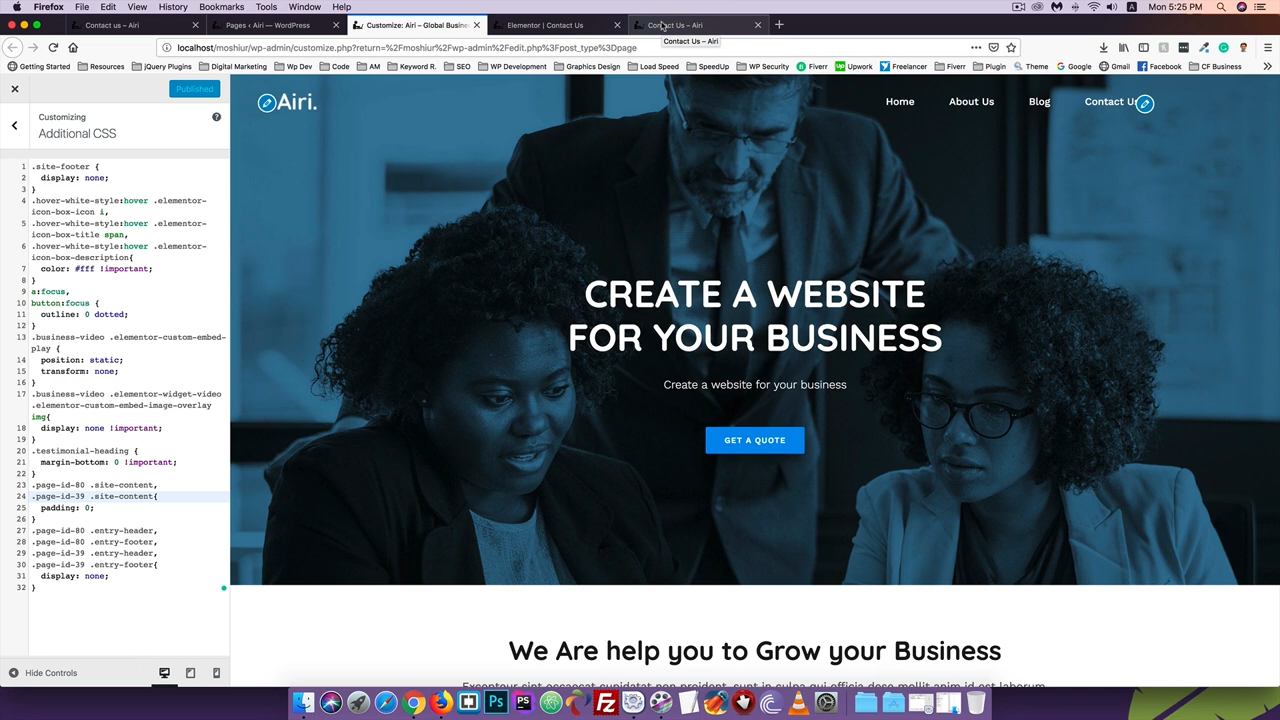 Firefox File Edit View History Bookmarks Tools Window Help Mon 5:25 PM
Contact us – Airi
Pages ‹ Airi — WordPress
Customize: Airi – Global Busine
Elementor | Contact Us
Contact Us – Airi
localhost/moshiur/wp-admin/customize.php?return=%2Fmoshiur%2Fwp-admin%2Fedit.php%3Fpost_type%3Dpage
Contact Us – Airi
Getting Started Resources jQuery Plugins Digital Marketing Wp Dev Code AM Keyword R. SEO WP Development Graphics Design Load Speed SpeedUp WP Security Fiverr Upwork Freelancer Fiverr Plugin Theme Google Gmail Facebook CF Business
Published
Customizing
Additional CSS
1 .site-footer {
2 display: none;
3 }
4 .hover-white-style:hover .elementor-
icon-box-icon i,
5 .hover-white-style:hover .elementor-
icon-box-title span,
6 .hover-white-style:hover .elementor-
icon-box-description{
7 color: #fff !important;
8 }
9 a:focus,
10 button:focus {
11 outline: 0 dotted;
12 }
13 .business-video .elementor-custom-embed-
play {
14 position: static;
15 transform: none;
16 }
17 .business-video .elementor-widget-video
.elementor-custom-embed-image-overlay
img{
18 display: none !important;
19 }
20 .testimonial-heading {
21 margin-bottom: 0 !important;
22 }
23 .page-id-80 .site-content,
24 .page-id-39 .site-content{
25 padding: 0;
26 }
27 .page-id-80 .entry-header,
28 .page-id-80 .entry-footer,
29 .page-id-39 .entry-header,
30 .page-id-39 .entry-footer{
31 display: none;
32 }
Hide Controls
Airi.
Home About Us Blog Contact Us
CREATE A WEBSITE
FOR YOUR BUSINESS
Create a website for your business
GET A QUOTE
We Are help you to Grow your Business